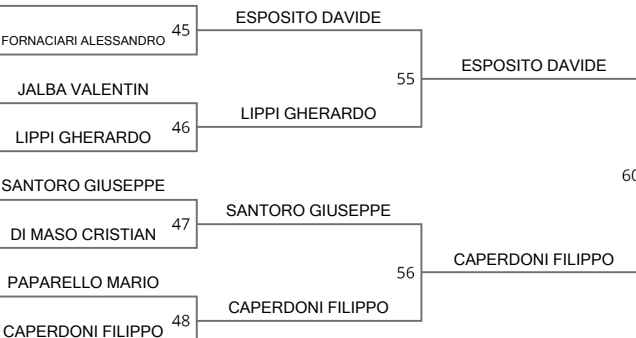 ESPOSITO DAVIDE
45
FORNACIARI ALESSANDRO
ESPOSITO DAVIDE
55
JALBA VALENTIN
LIPPI GHERARDO
46
LIPPI GHERARDO
60
SANTORO GIUSEPPE
SANTORO GIUSEPPE
47
DI MASO CRISTIAN
CAPERDONI FILIPPO
56
PAPARELLO MARIO
CAPERDONI FILIPPO
48
CAPERDONI FILIPPO